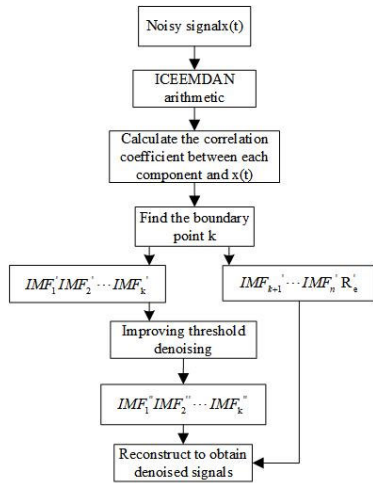 Noisy signalx(t)
ICEEMDAN
arithmetic
Calculate the correlation
coefficient between each
component and x(t)
Find the boundary
point k
IMF₁' IMF₂' ⋯ IMFₖ'
IMFₖ₊₁' ⋯ IMFₙ' Rₑ'
Improving threshold
denoising
IMF₁'' IMF₂'' ⋯ IMFₖ''
Reconstruct to obtain
denoised signals